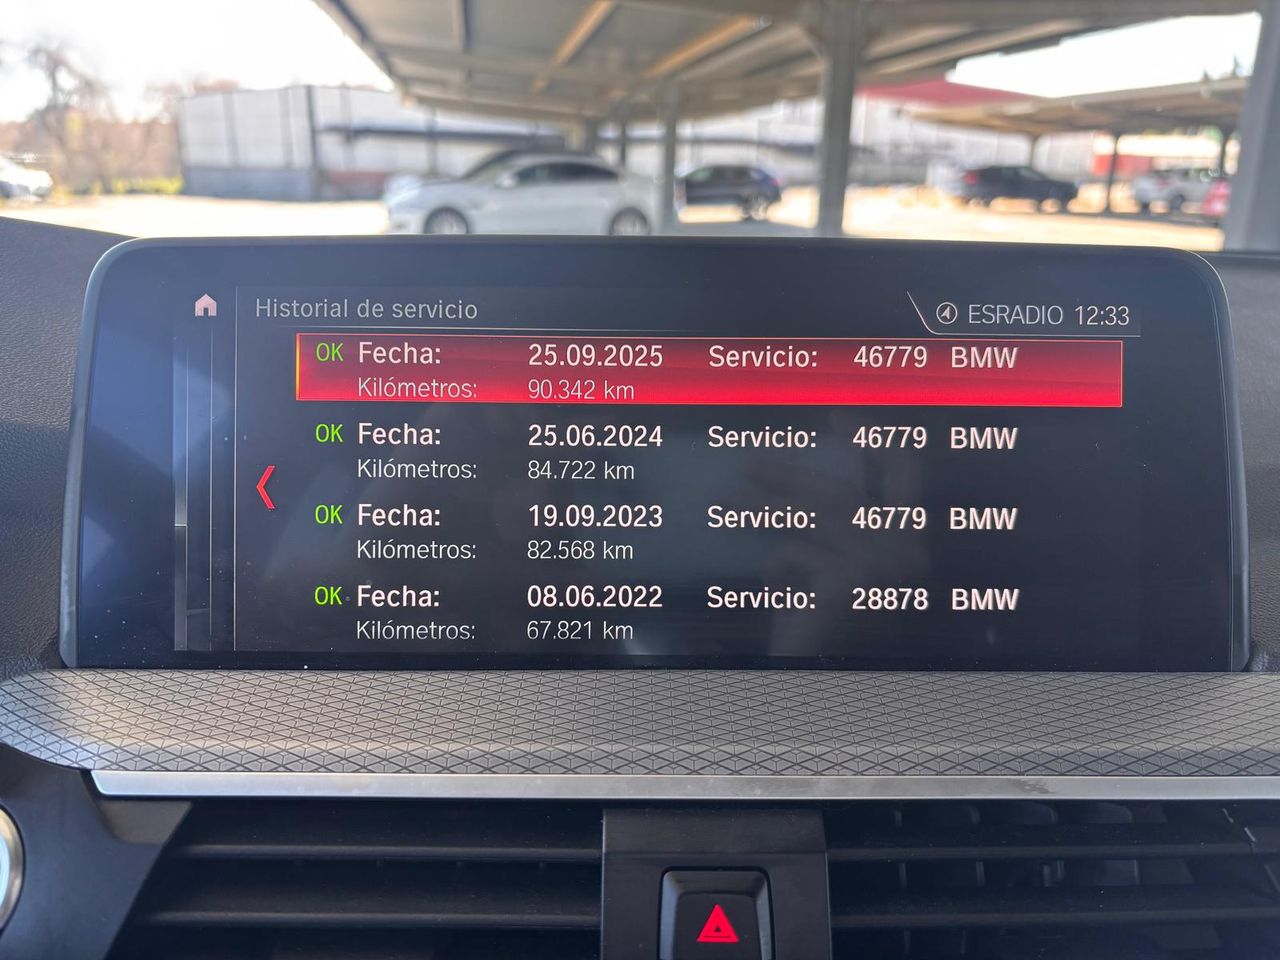 Historial de servicio
ESRADIO 12:33
OK Fecha: 25.09.2025 Servicio: 46779 BMW
Kilómetros: 90.342 km
OK Fecha: 25.06.2024 Servicio: 46779 BMW
Kilómetros: 84.722 km
OK Fecha: 19.09.2023 Servicio: 46779 BMW
Kilómetros: 82.568 km
OK Fecha: 08.06.2022 Servicio: 28878 BMW
Kilómetros: 67.821 km